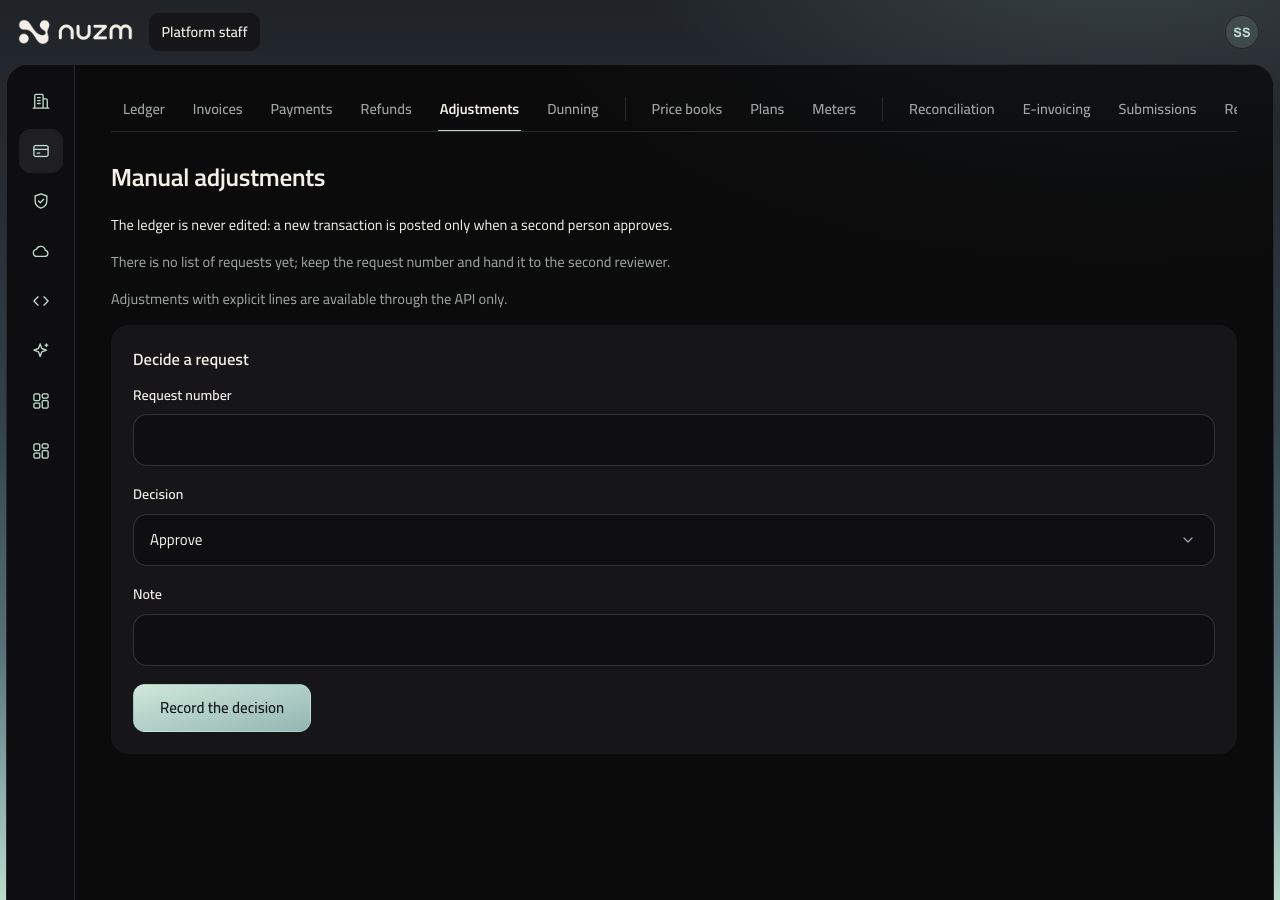 nuzm
Platform staff
SS
Ledger Invoices Payments Refunds Adjustments Dunning Price books Plans Meters Reconciliation E-invoicing Submissions Re
Manual adjustments
The ledger is never edited: a new transaction is posted only when a second person approves.
There is no list of requests yet; keep the request number and hand it to the second reviewer.
Adjustments with explicit lines are available through the API only.
Decide a request
Request number
Decision
Approve
Note
Record the decision